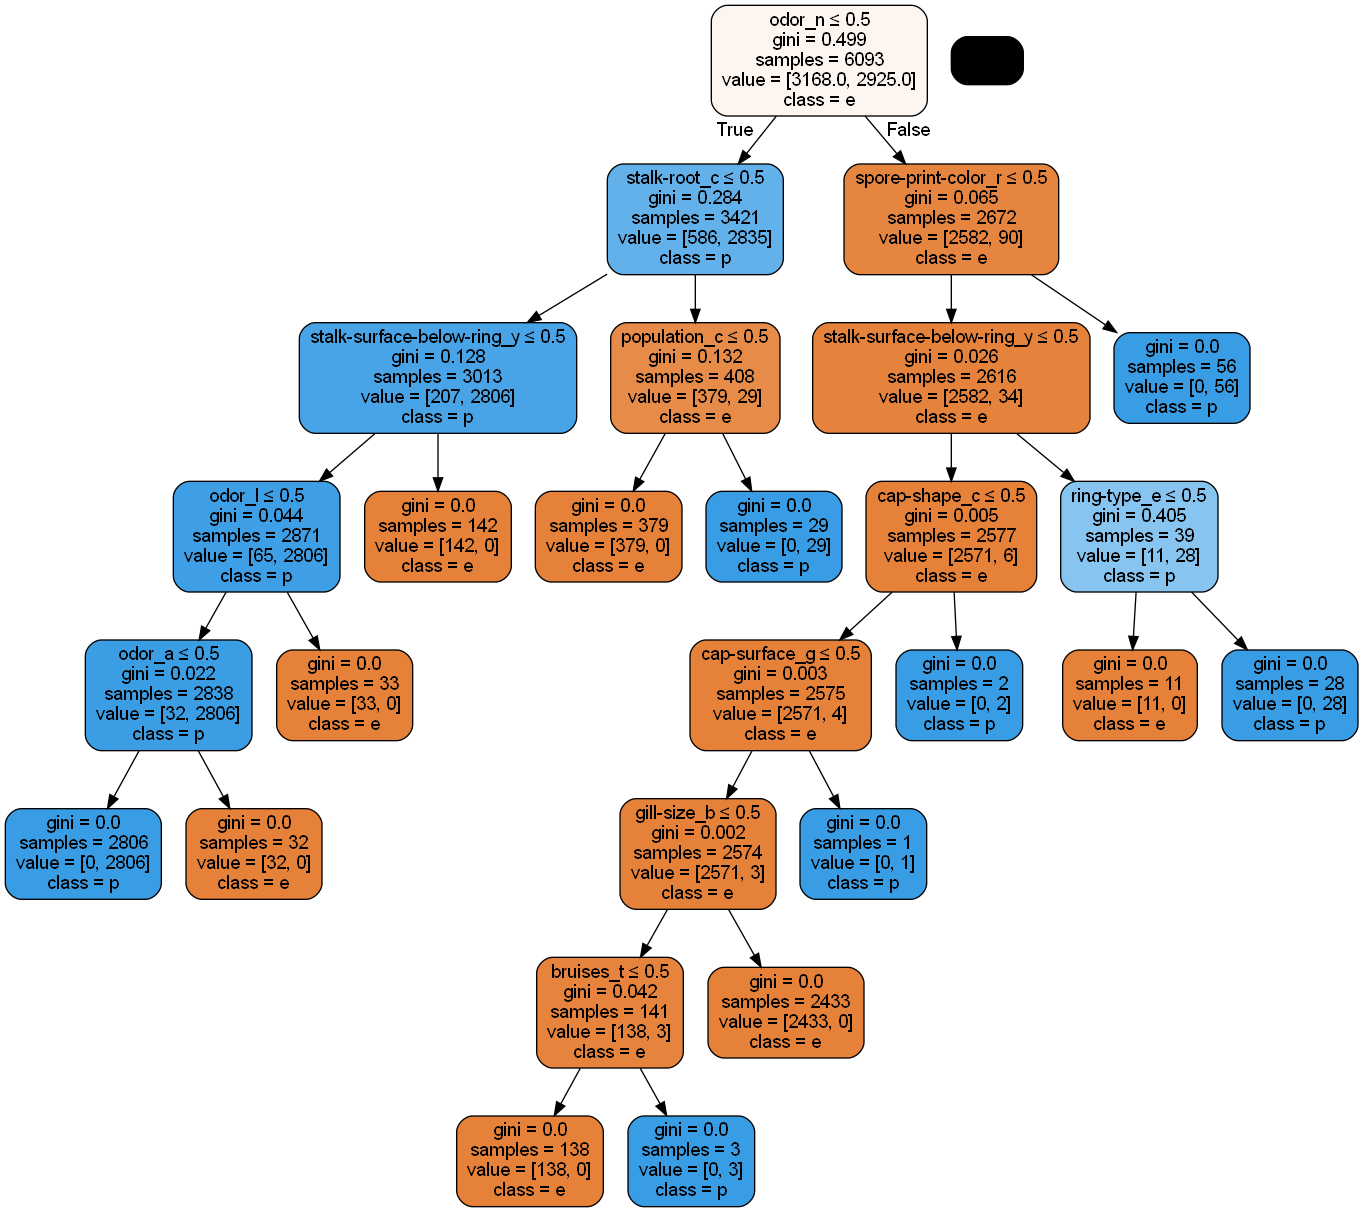 odor_n ≤ 0.5
gini = 0.499
samples = 6093
value = [3168.0, 2925.0]
class = e
True
False
stalk-root_c ≤ 0.5
gini = 0.284
samples = 3421
value = [586, 2835]
class = p
spore-print-color_r ≤ 0.5
gini = 0.065
samples = 2672
value = [2582, 90]
class = e
stalk-surface-below-ring_y ≤ 0.5
gini = 0.128
samples = 3013
value = [207, 2806]
class = p
population_c ≤ 0.5
gini = 0.132
samples = 408
value = [379, 29]
class = e
stalk-surface-below-ring_y ≤ 0.5
gini = 0.026
samples = 2616
value = [2582, 34]
class = e
gini = 0.0
samples = 56
value = [0, 56]
class = p
odor_l ≤ 0.5
gini = 0.044
samples = 2871
value = [65, 2806]
class = p
gini = 0.0
samples = 142
value = [142, 0]
class = e
gini = 0.0
samples = 379
value = [379, 0]
class = e
gini = 0.0
samples = 29
value = [0, 29]
class = p
cap-shape_c ≤ 0.5
gini = 0.005
samples = 2577
value = [2571, 6]
class = e
ring-type_e ≤ 0.5
gini = 0.405
samples = 39
value = [11, 28]
class = p
odor_a ≤ 0.5
gini = 0.022
samples = 2838
value = [32, 2806]
class = p
gini = 0.0
samples = 33
value = [33, 0]
class = e
cap-surface_g ≤ 0.5
gini = 0.003
samples = 2575
value = [2571, 4]
class = e
gini = 0.0
samples = 2
value = [0, 2]
class = p
gini = 0.0
samples = 11
value = [11, 0]
class = e
gini = 0.0
samples = 28
value = [0, 28]
class = p
gini = 0.0
samples = 2806
value = [0, 2806]
class = p
gini = 0.0
samples = 32
value = [32, 0]
class = e
gill-size_b ≤ 0.5
gini = 0.002
samples = 2574
value = [2571, 3]
class = e
gini = 0.0
samples = 1
value = [0, 1]
class = p
bruises_t ≤ 0.5
gini = 0.042
samples = 141
value = [138, 3]
class = e
gini = 0.0
samples = 2433
value = [2433, 0]
class = e
gini = 0.0
samples = 138
value = [138, 0]
class = e
gini = 0.0
samples = 3
value = [0, 3]
class = p